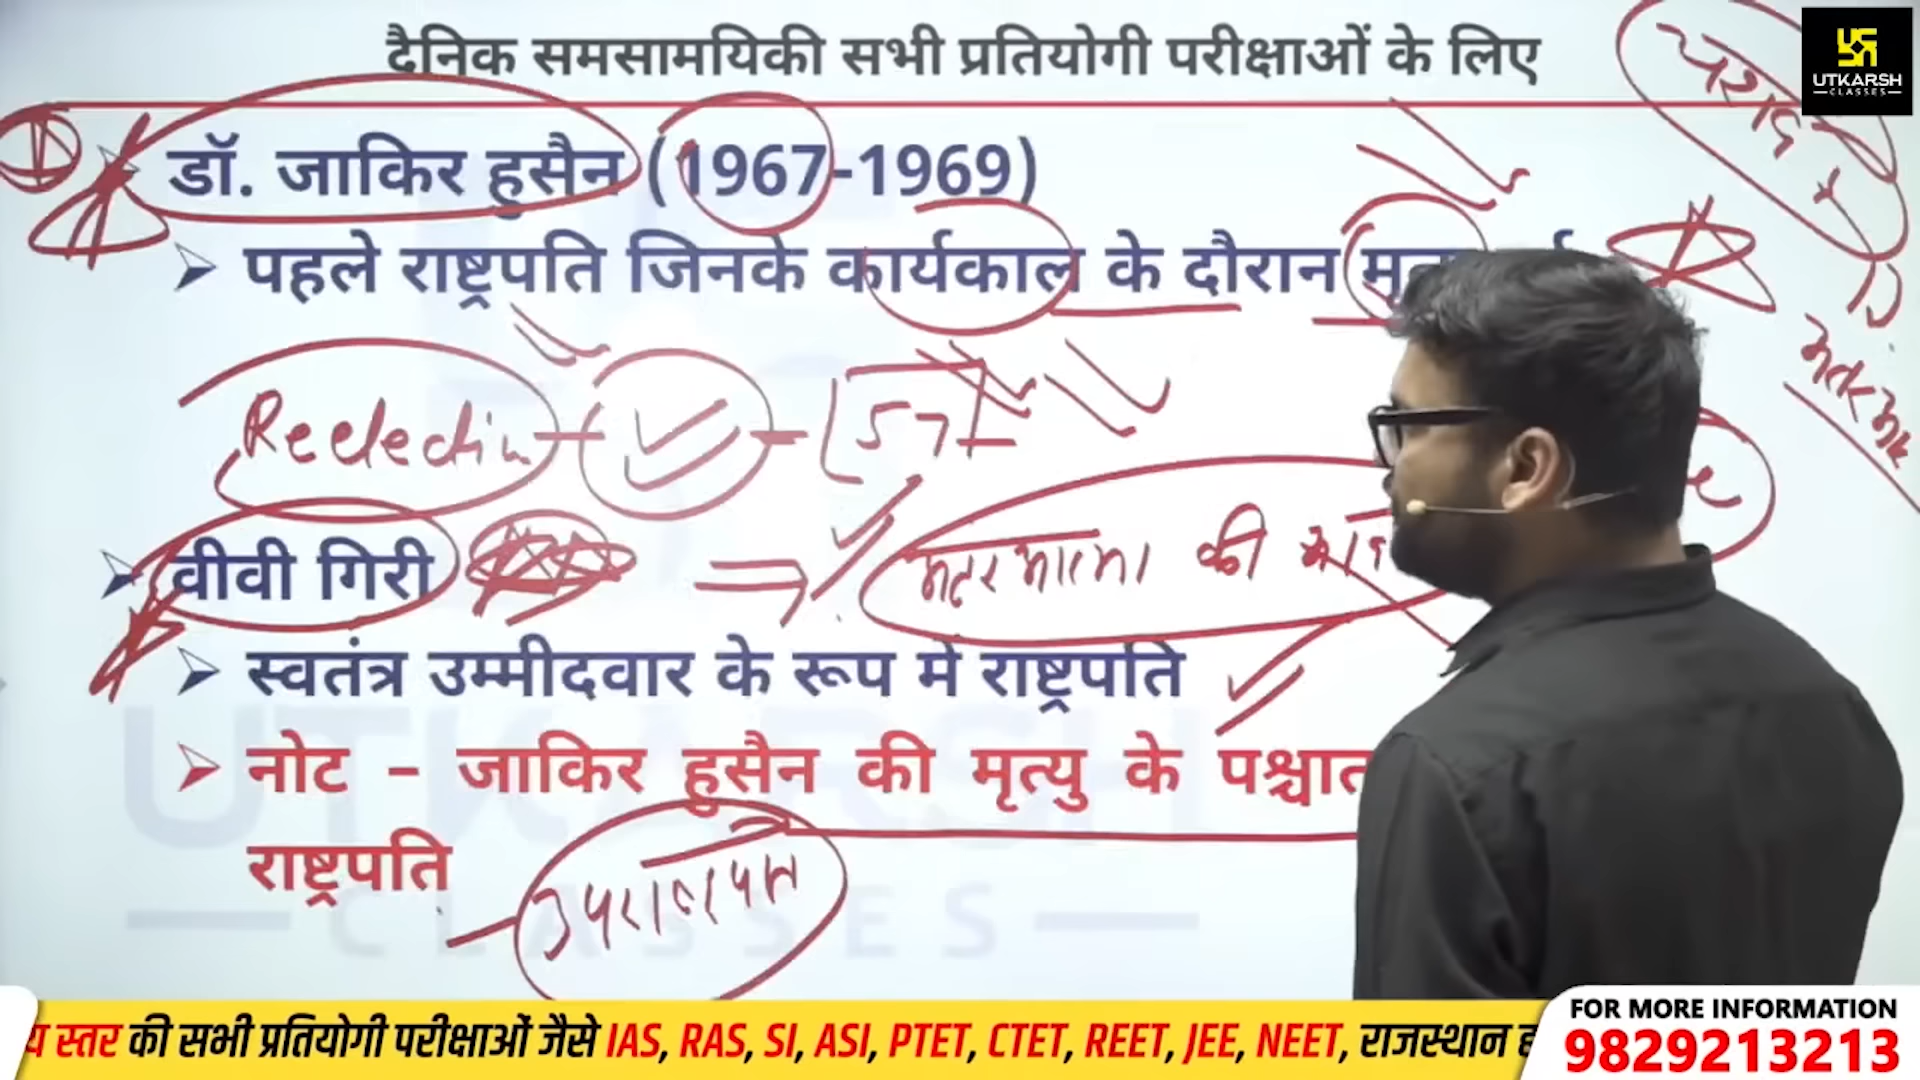 दैनिक समसामयिकी सभी प्रतियोगी परीक्षाओं के लिए
UTKARSH
CLASSES
डॉ. जाकिर हुसैन (1967-1969)
पहले राष्ट्रपति जिनके कार्यकाल के दौरान
Reelection
57
वीवी गिरी
की
स्वतंत्र उम्मीदवार के रूप में राष्ट्रपति
नोट – जाकिर हुसैन की मृत्यु के पश्चात
राष्ट्रपति
UTKARSH
CLASSES
स्तर की सभी प्रतियोगी परीक्षाओं जैसे IAS, RAS, SI, ASI, PTET, CTET, REET, JEE, NEET, राजस्थान
FOR MORE INFORMATION
9829213213